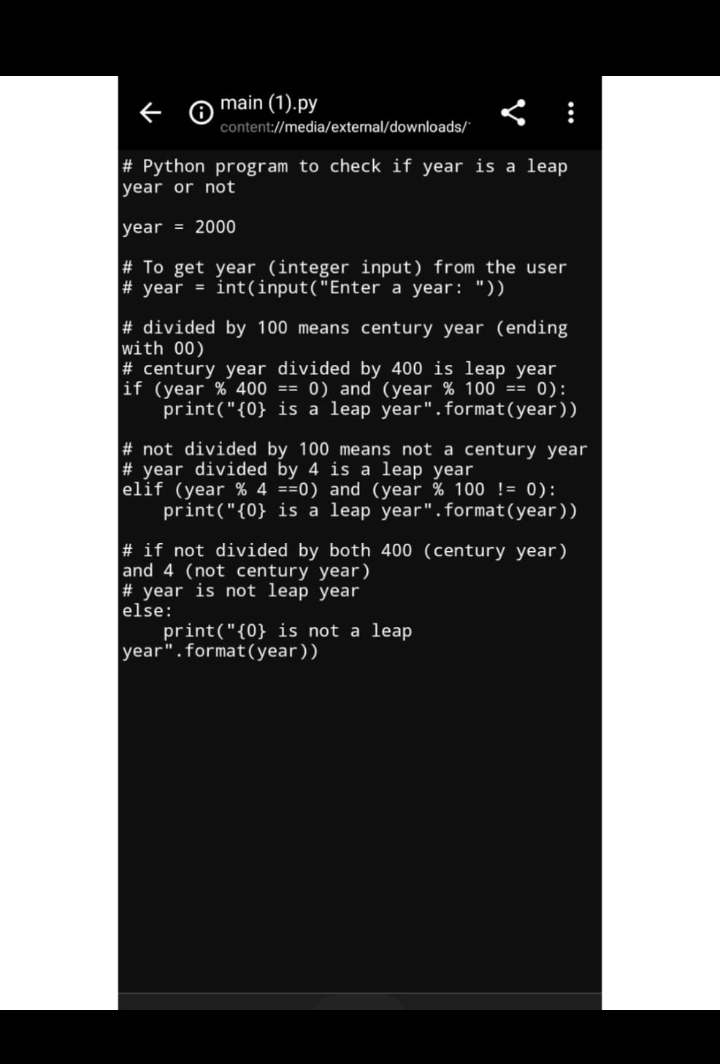 main (1).py
content://media/external/downloads/
# Python program to check if year is a leap
year or not
year = 2000
# To get year (integer input) from the user
# year = int(input("Enter a year: "))
# divided by 100 means century year (ending
with 00)
# century year divided by 400 is leap year
if (year % 400 == 0) and (year % 100 == 0):
    print("{0} is a leap year".format(year))
# not divided by 100 means not a century year
# year divided by 4 is a leap year
elif (year % 4 ==0) and (year % 100 != 0):
    print("{0} is a leap year".format(year))
# if not divided by both 400 (century year)
and 4 (not century year)
# year is not leap year
else:
    print("{0} is not a leap
year".format(year))